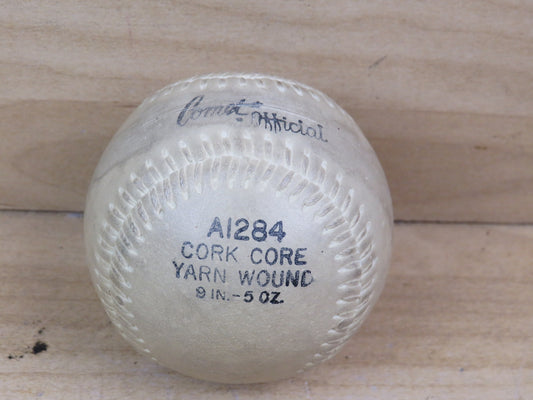 Comet Official
A1284
CORK CORE
YARN WOUND
9 IN.-5 OZ.